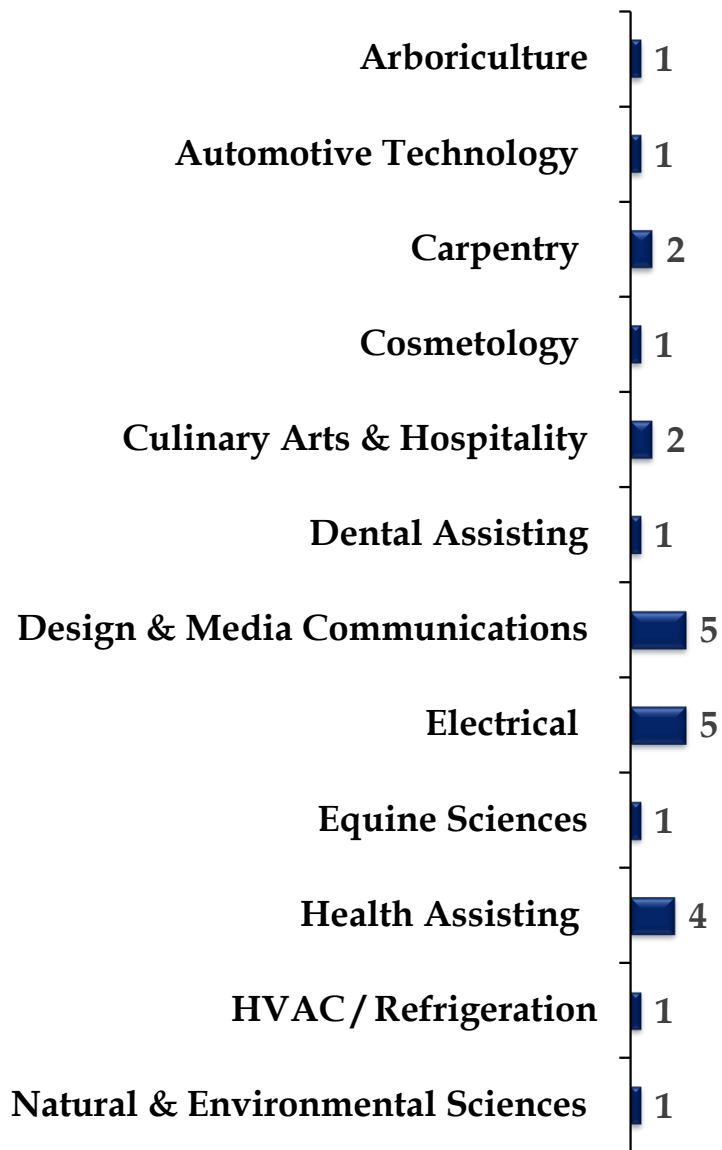 Arboriculture 1
Automotive Technology 1
Carpentry 2
Cosmetology 1
Culinary Arts & Hospitality 2
Dental Assisting 1
Design & Media Communications 5
Electrical 5
Equine Sciences 1
Health Assisting 4
HVAC/Refrigeration 1
Natural & Environmental Sciences 1